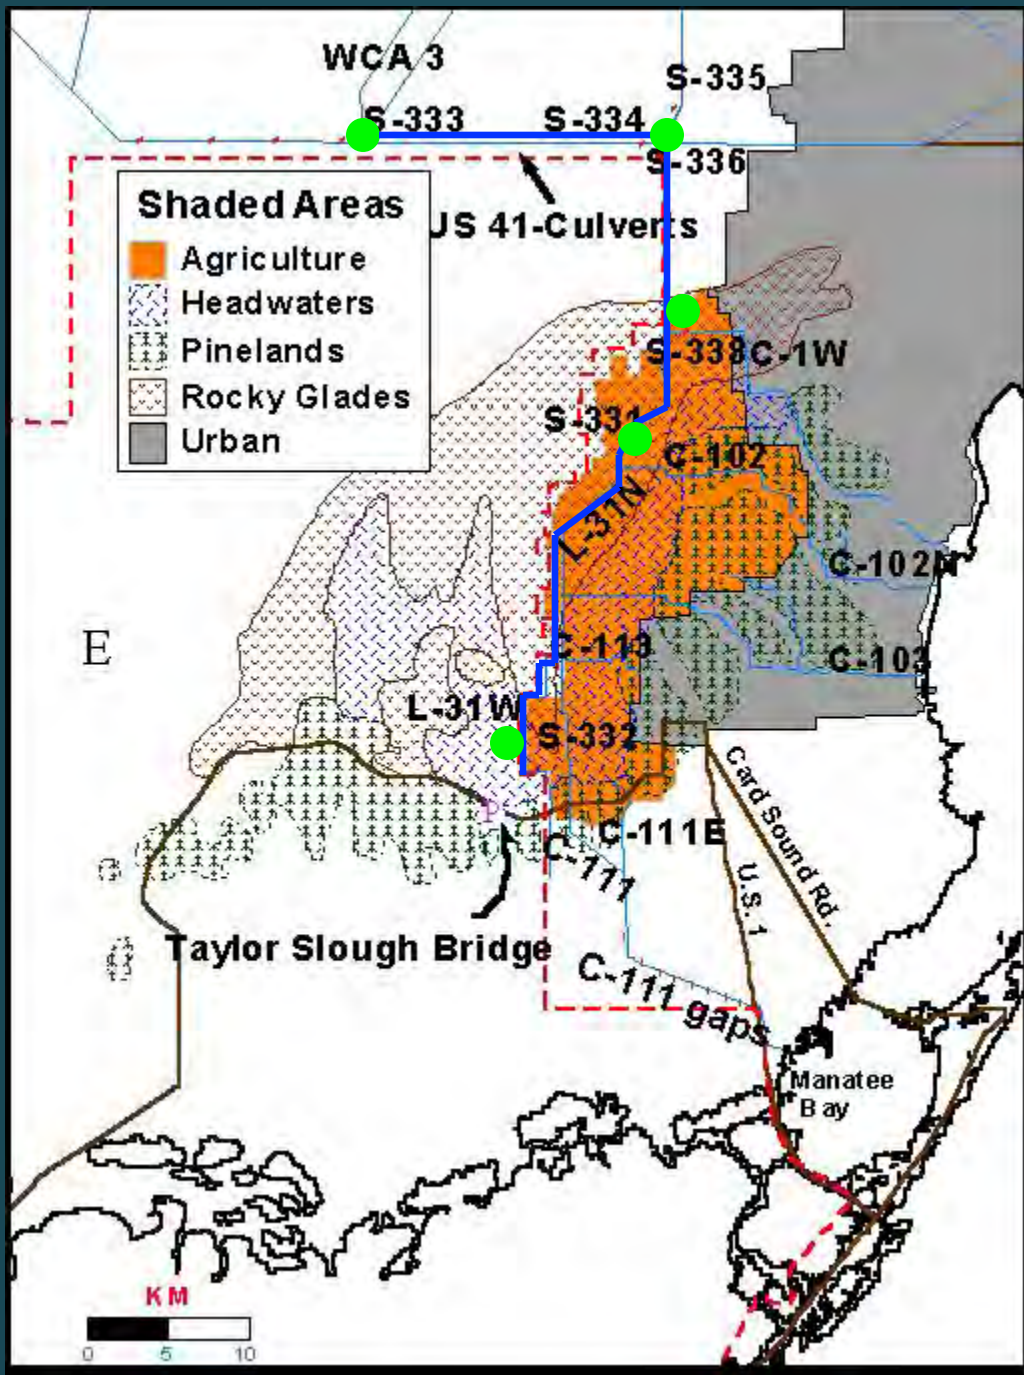 WCA 3
S-335
S-333
S-334
S-336
US 41-Culverts
Shaded Areas
Agriculture
Headwaters
Pinelands
Rocky Glades
Urban
S-338
C-1W
S-331
C-102
L-31N
C-102N
E
C-113
C-103
L-31W
S-332
P
C-111E
C-111
Card Sound Rd.
U.S. 1
Taylor Slough Bridge
C-111 gaps
Manatee
Bay
KM
0 5 10